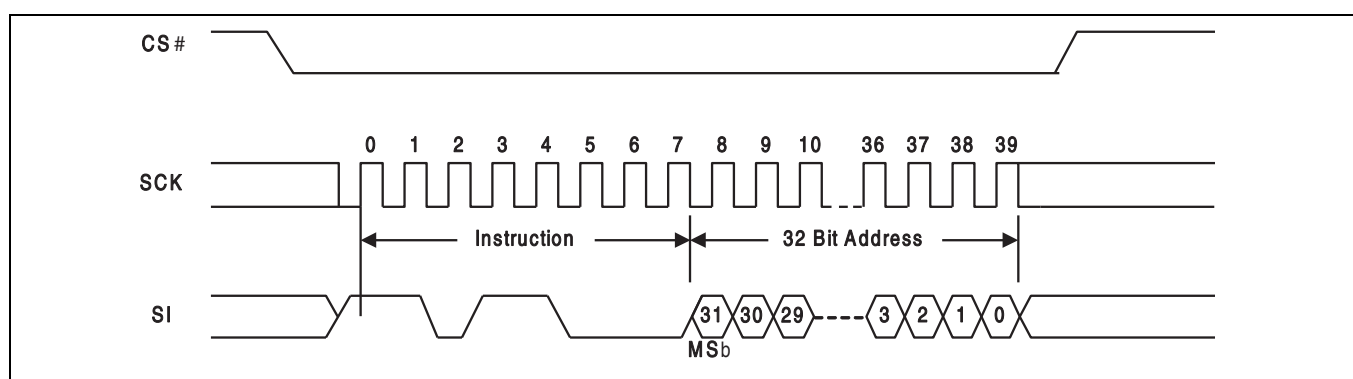 CS#
0 1 2 3 4 5 6 7 8 9 10 36 37 38 39
SCK
Instruction 32 Bit Address
SI 31 30 29 3 2 1 0
MSb